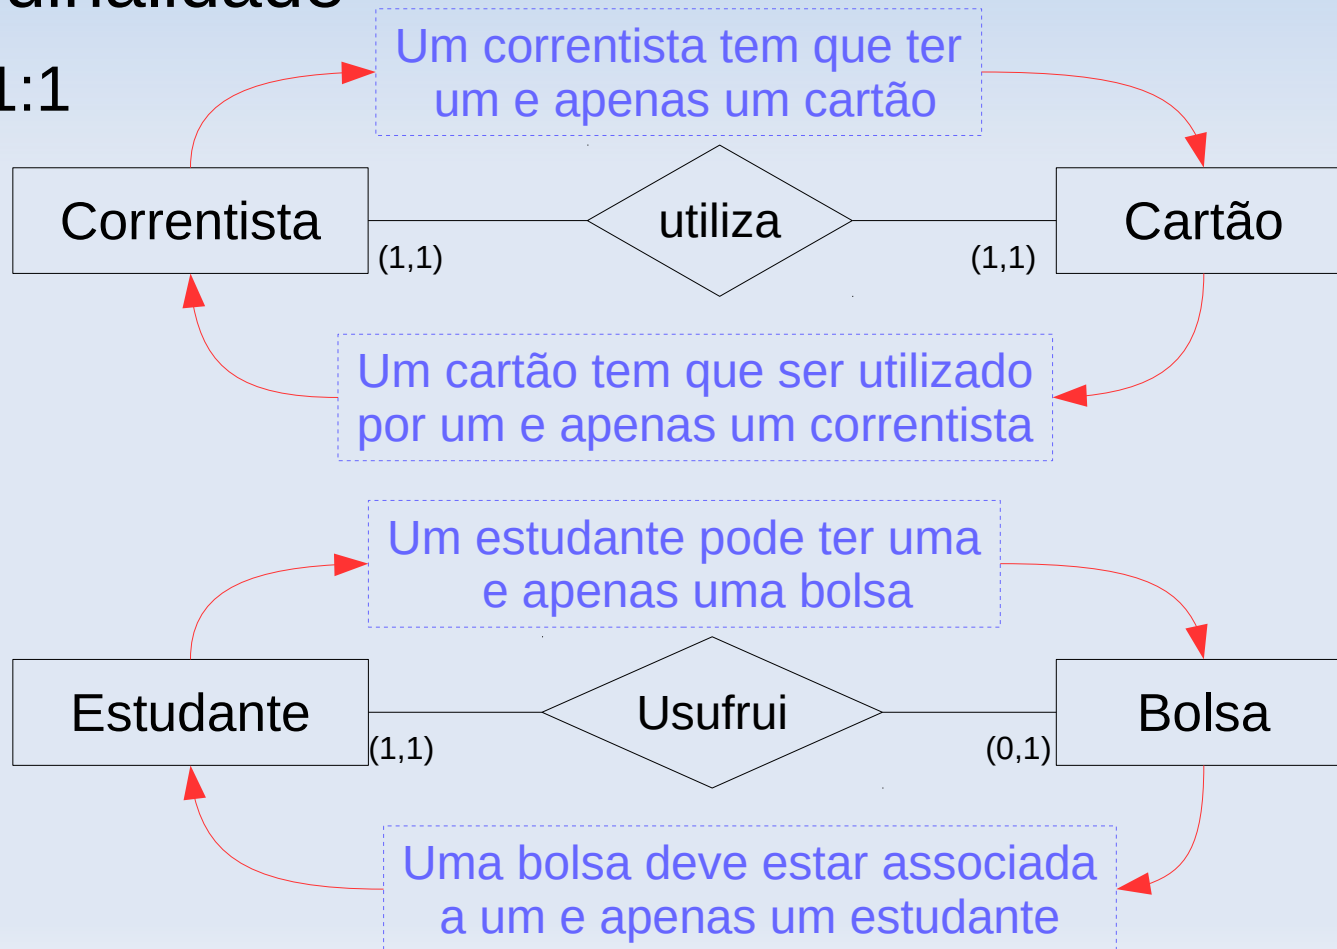 1:1
Um correntista tem que ter
um e apenas um cartão
Correntista
utiliza
Cartão
(1,1)
(1,1)
Um cartão tem que ser utilizado
por um e apenas um correntista
Um estudante pode ter uma
e apenas uma bolsa
Estudante
Usufrui
Bolsa
(1,1)
(0,1)
Uma bolsa deve estar associada
a um e apenas um estudante